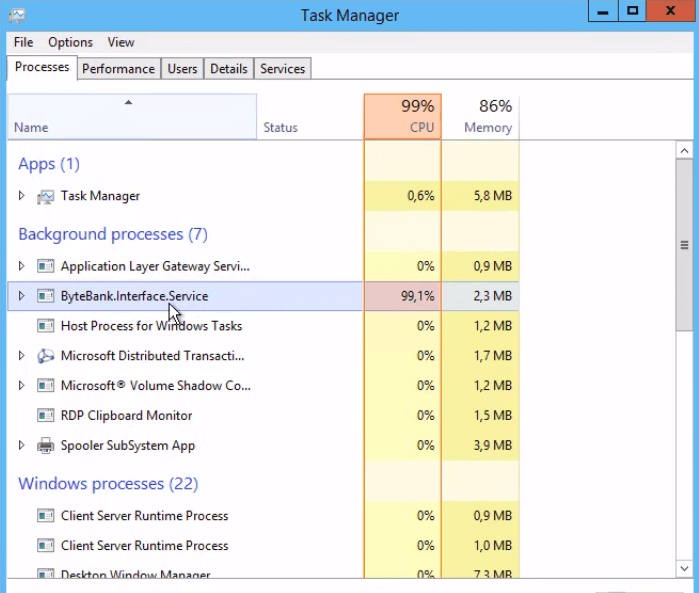 Task Manager
File Options View
Processes Performance Users Details Services
99% 86%
Name Status CPU Memory
Apps (1)
Task Manager 0,6% 5,8 MB
Background processes (7)
Application Layer Gateway Servi... 0% 0,9 MB
ByteBank.Interface.Service 99,1% 2,3 MB
Host Process for Windows Tasks 0% 1,2 MB
Microsoft Distributed Transacti... 0% 1,7 MB
Microsoft® Volume Shadow Co... 0% 1,2 MB
RDP Clipboard Monitor 0% 1,5 MB
Spooler SubSystem App 0% 3,9 MB
Windows processes (22)
Client Server Runtime Process 0% 0,9 MB
Client Server Runtime Process 0% 1,0 MB
Desktop Window Manager 0% 7,3 MB